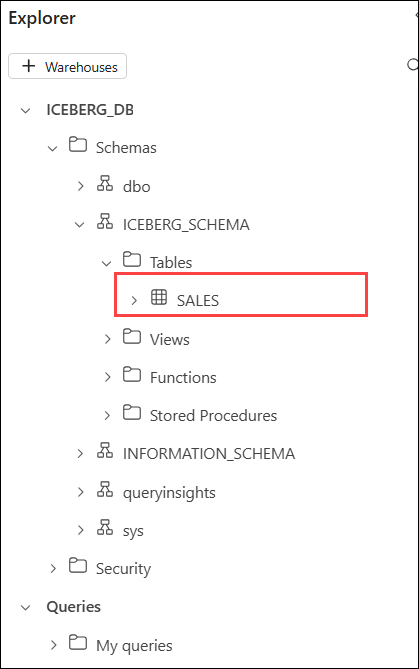 Explorer
+ Warehouses
ICEBERG_DB
Schemas
dbo
ICEBERG_SCHEMA
Tables
SALES
Views
Functions
Stored Procedures
INFORMATION_SCHEMA
queryinsights
sys
Security
Queries
My queries